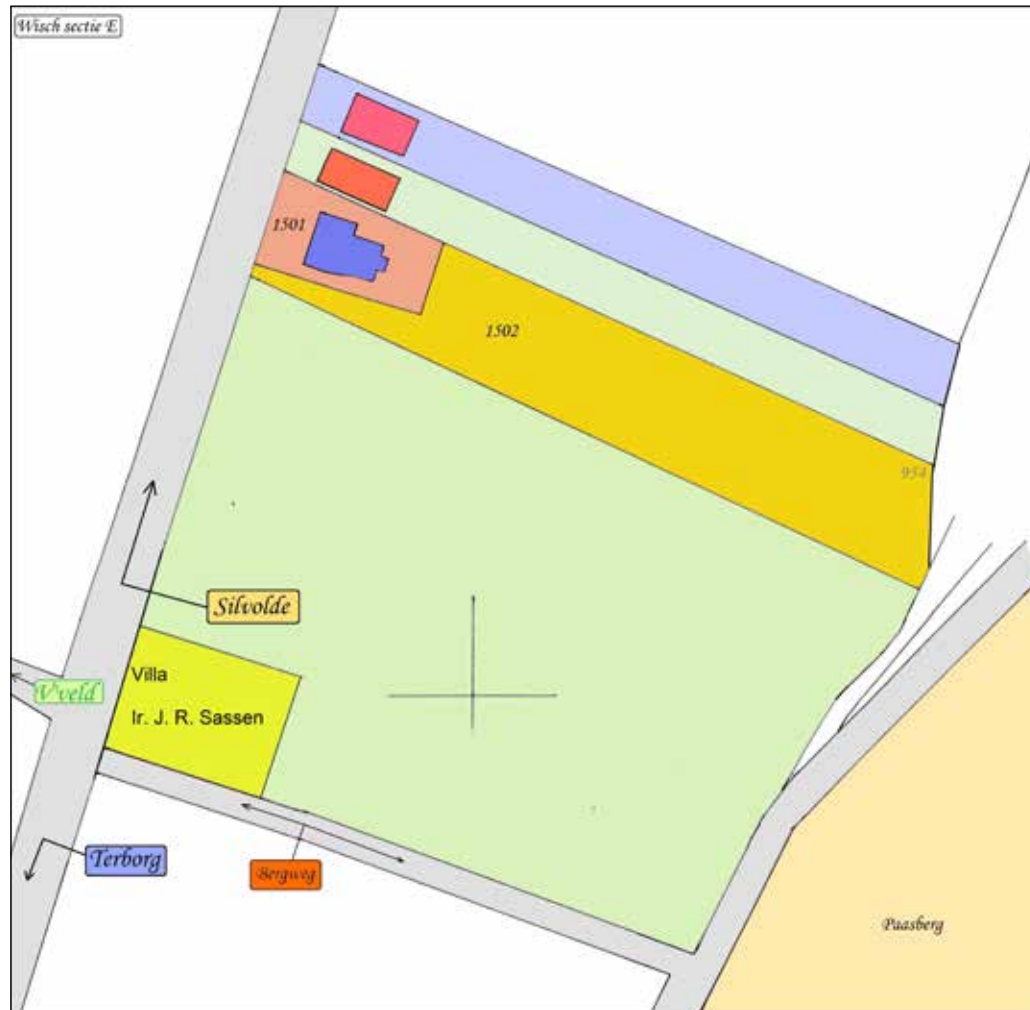 Wisch sectie E
1501
1502
954
Silvolde
V'veld
Villa
Ir. J. R. Sassen
Terborg
Bergweg
Paasberg